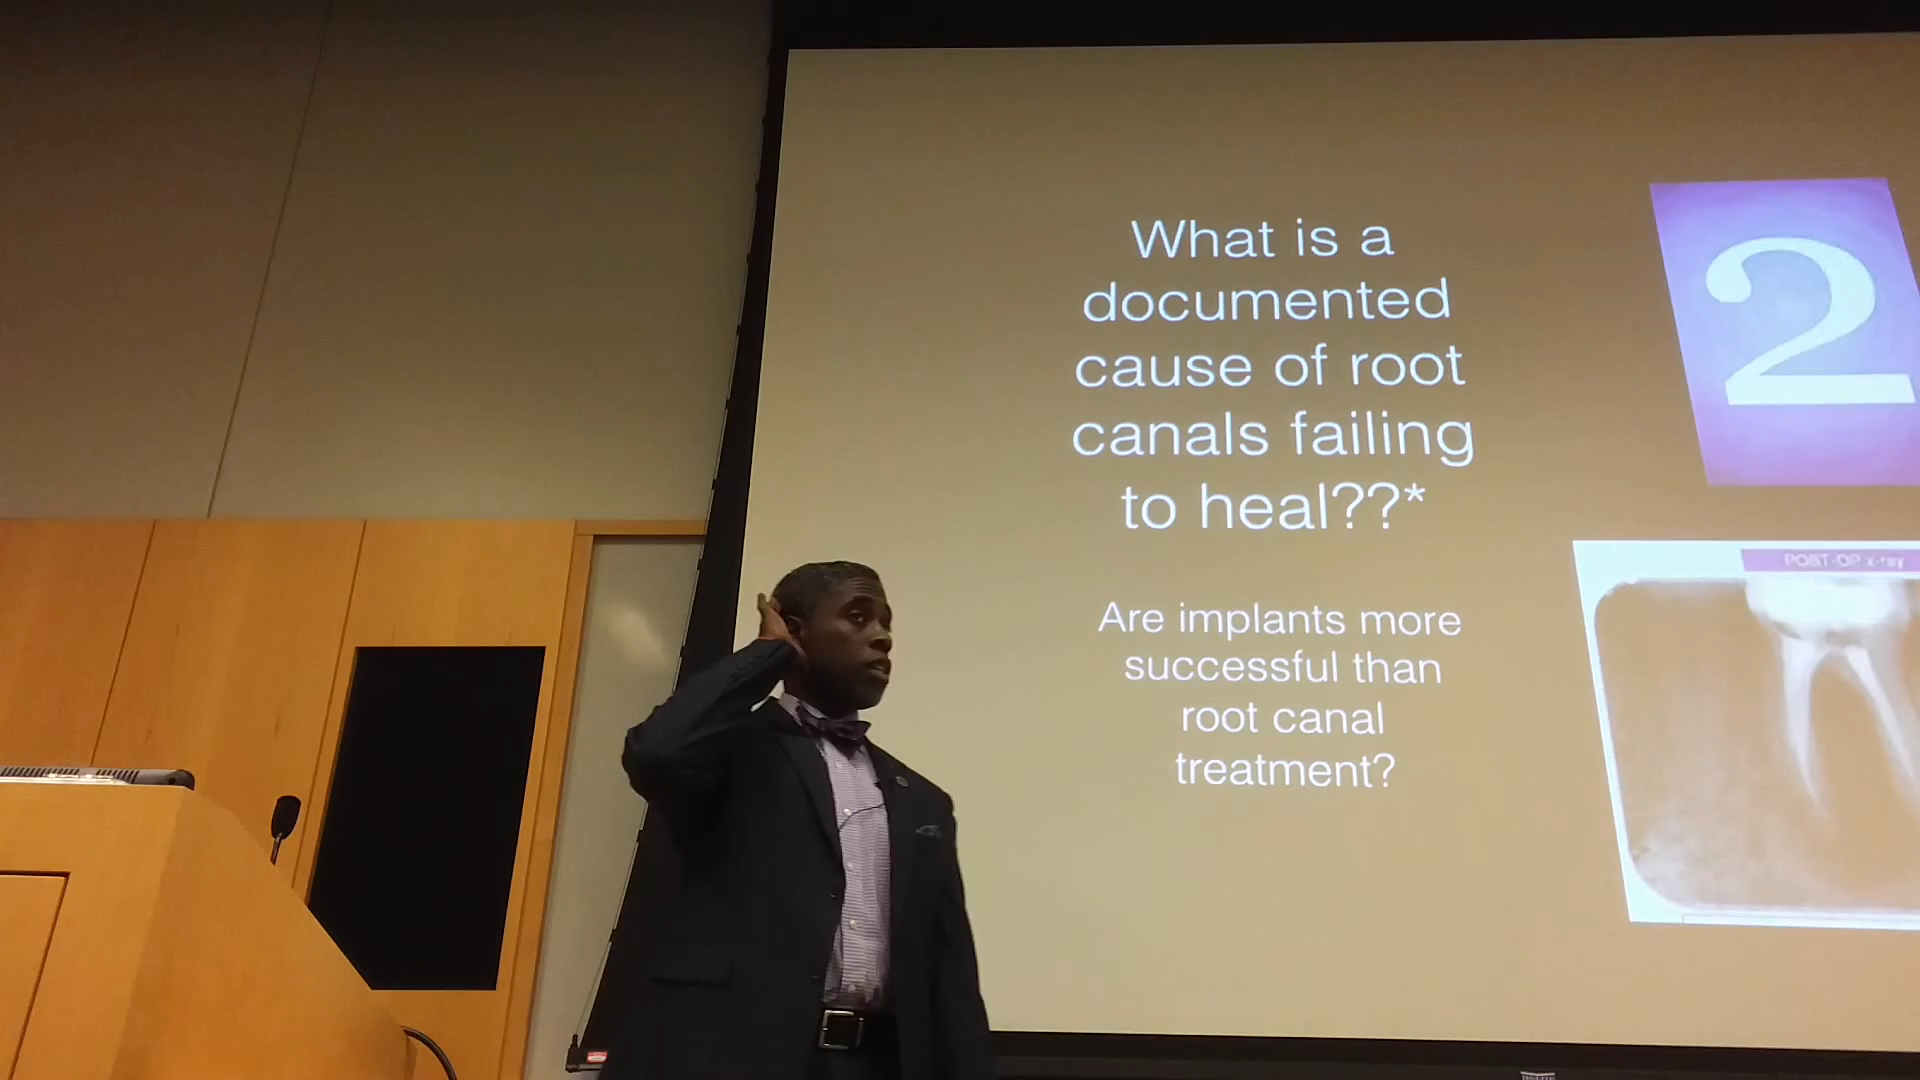 What is a
documented
cause of root
canals failing
to heal??*
Are implants more
successful than
root canal
treatment?
2
POST-OP x-ray